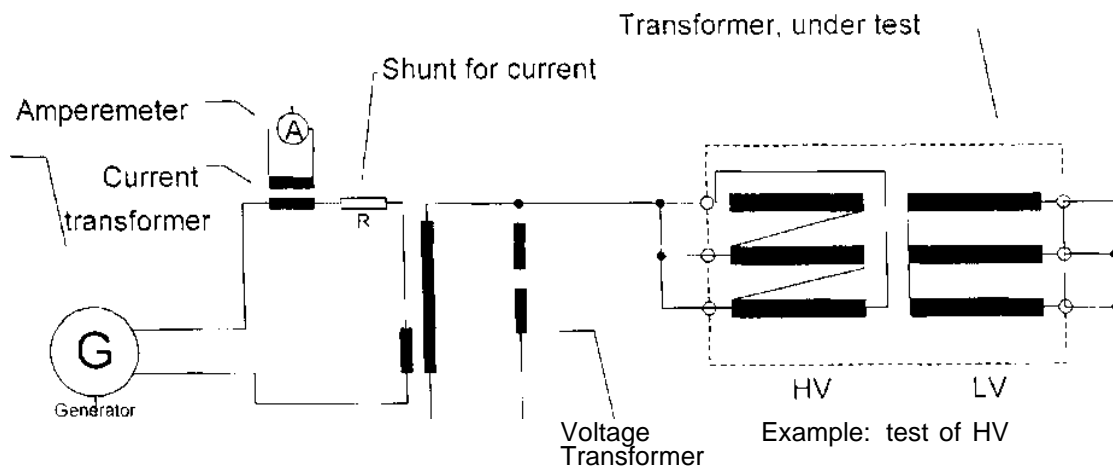 Transformer, under test
Shunt for current
Amperemeter
A
Current
transformer
R
G
Generator
HV
LV
Voltage
Transformer
Example: test of HV